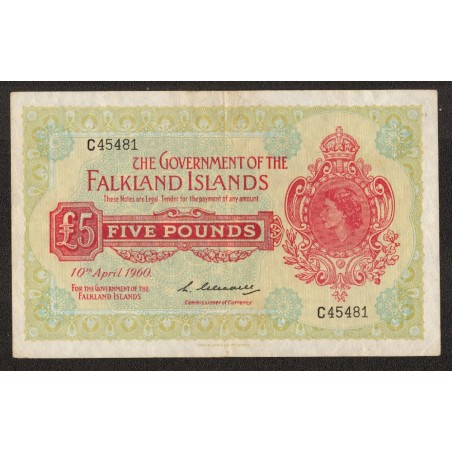 C45481
THE GOVERNMENT OF THE
FALKLAND ISLANDS
These Notes are Legal Tender for the payment of any amount
£5 FIVE POUNDS
10TH April 1960.
FOR THE GOVERNMENT OF THE
FALKLAND ISLANDS
Commissioner of Currency
C45481